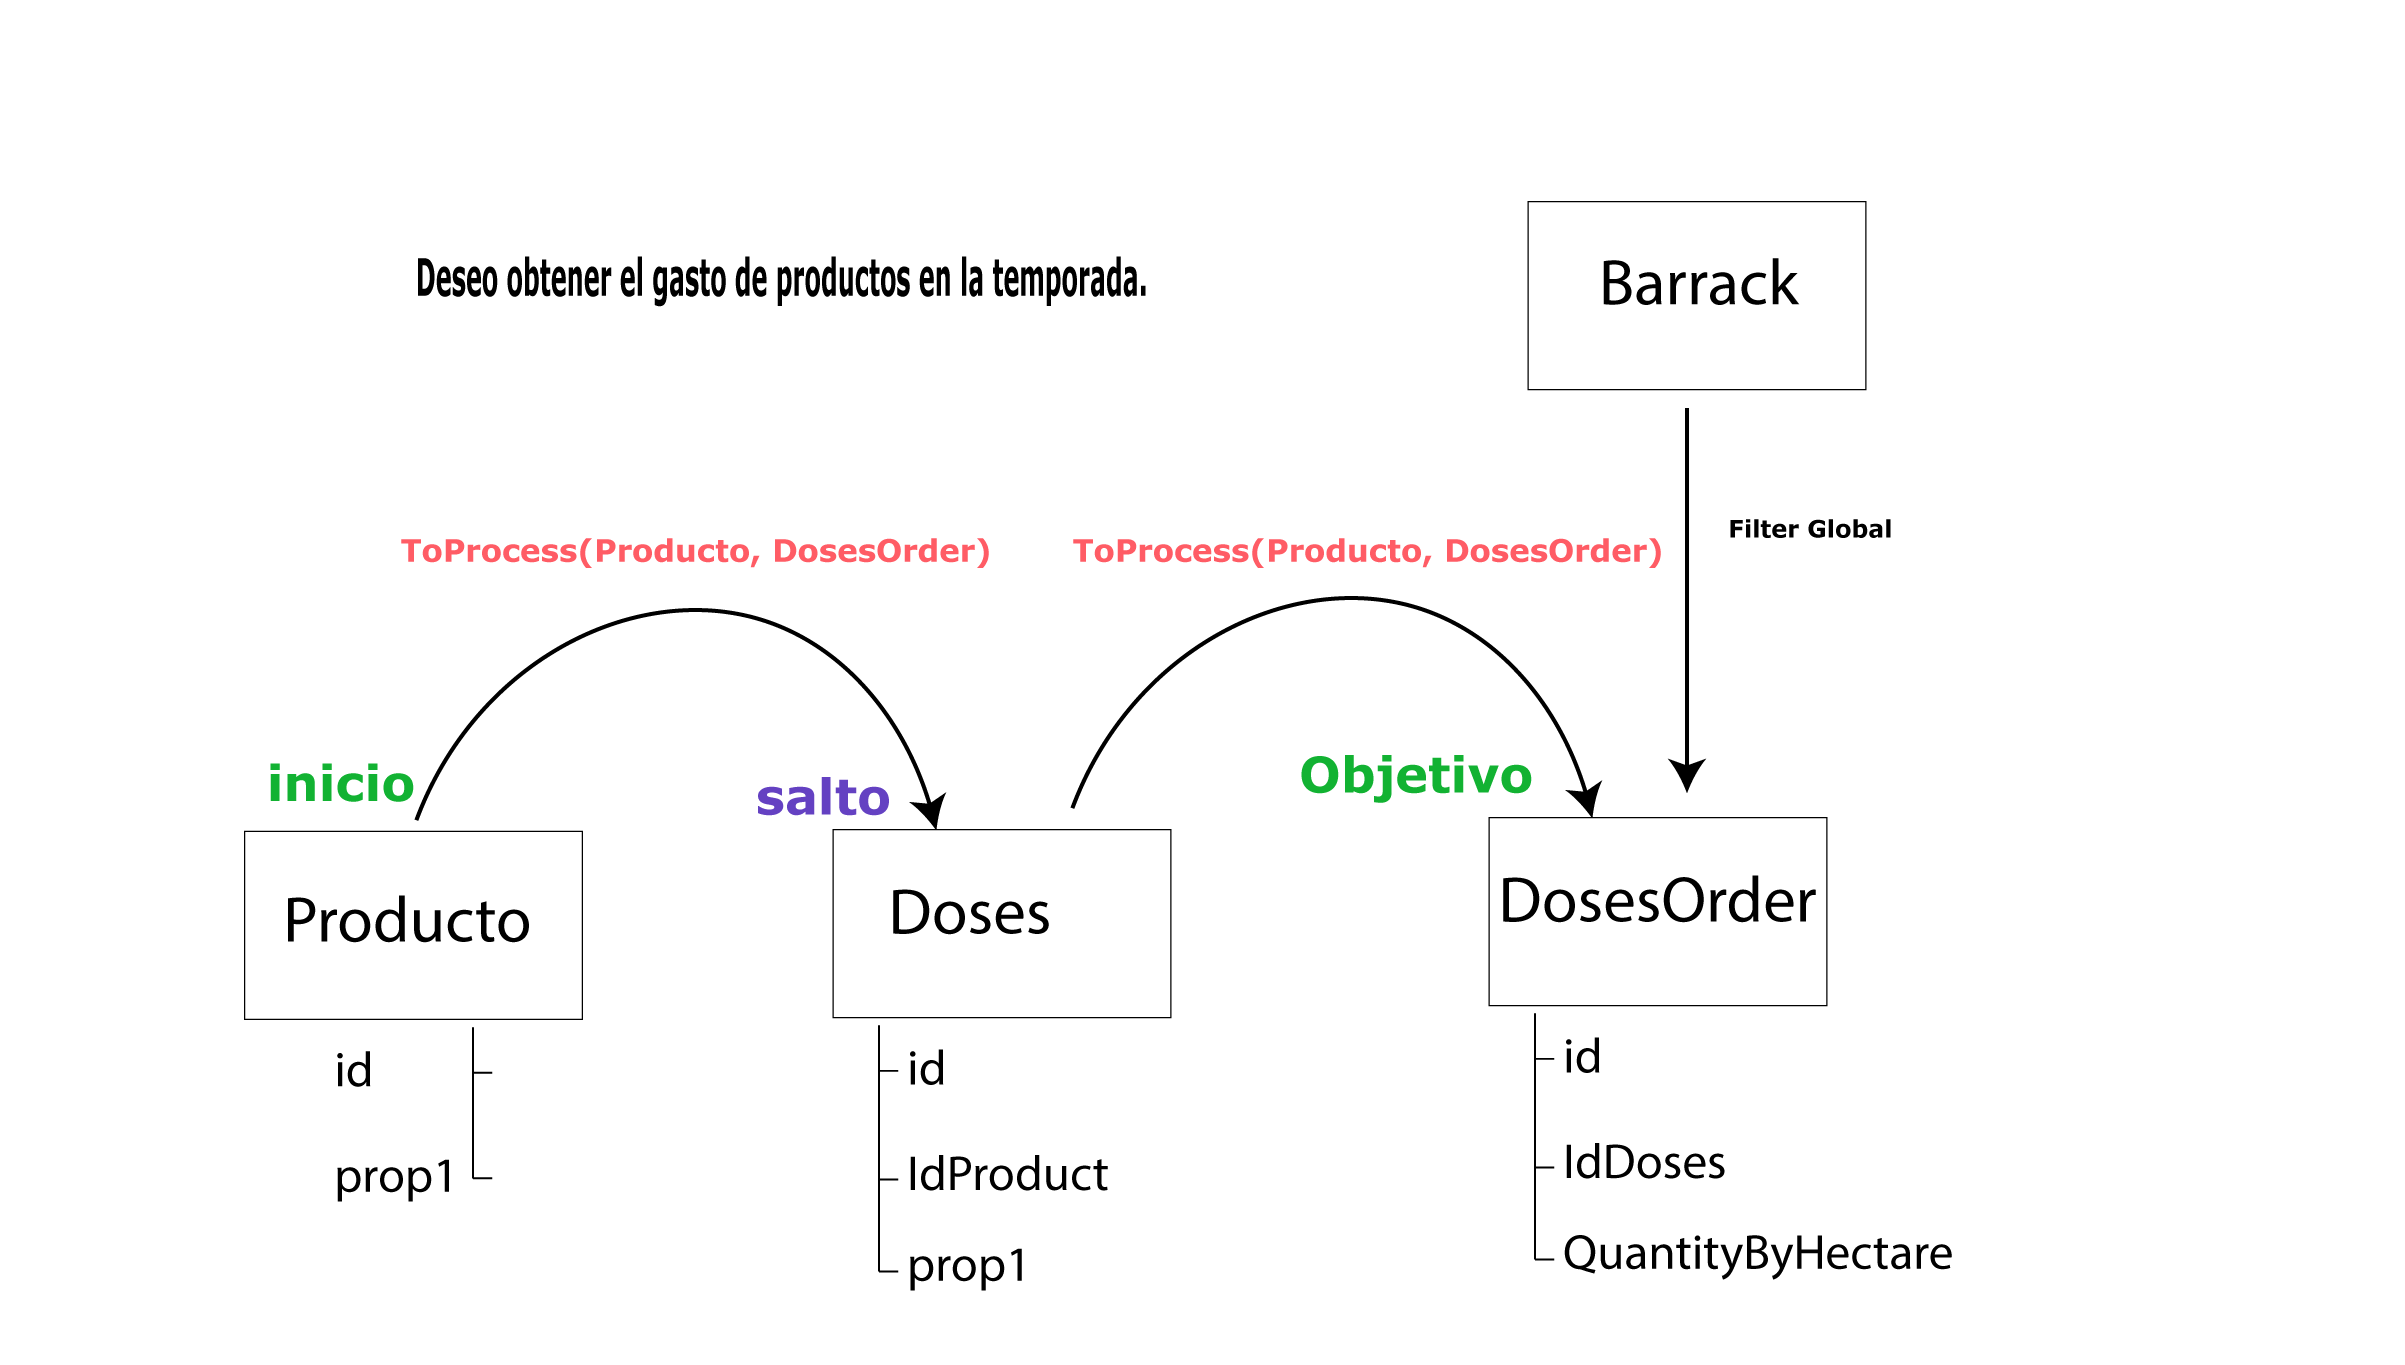 Deseo obtener el gasto de productos en la temporada.
Barrack
Filter Global
ToProcess(Producto, DosesOrder)
ToProcess(Producto, DosesOrder)
inicio
salto
Objetivo
Producto
id
prop1
Doses
id
IdProduct
prop1
DosesOrder
id
IdDoses
QuantityByHectare